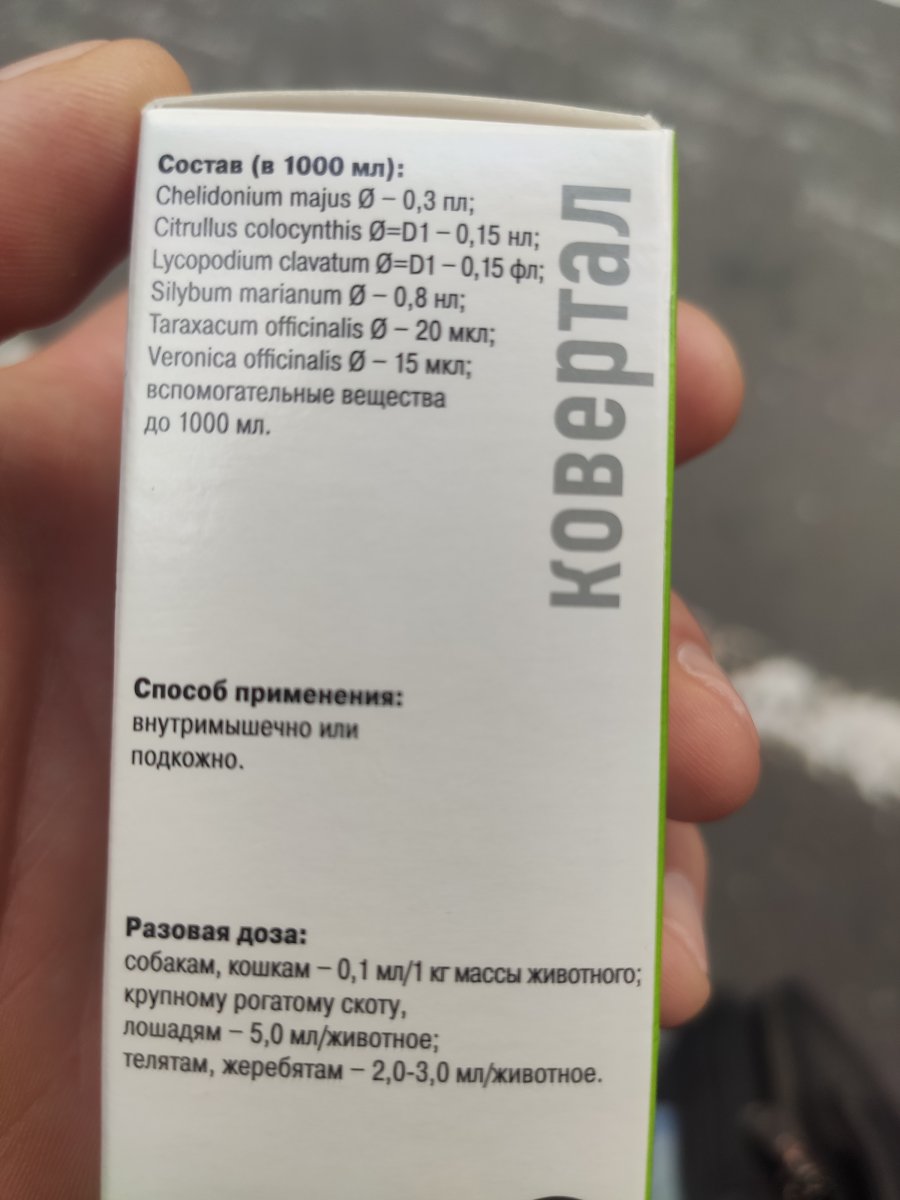 Состав (в 1000 мл):
Chelidonium majus Ø – 0,3 пл;
Citrullus colocynthis Ø=D1 – 0,15 нл;
Lycopodium clavatum Ø=D1 – 0,15 фл;
Silybum marianum Ø – 0,8 нл;
Taraxacum officinalis Ø – 20 мкл;
Veronica officinalis Ø – 15 мкл;
вспомогательные вещества
до 1000 мл.
ковертал
Способ применения:
внутримышечно или
подкожно.
Разовая доза:
собакам, кошкам – 0,1 мл/1 кг массы животного;
крупному рогатому скоту,
лошадям – 5,0 мл/животное;
телятам, жеребятам – 2,0-3,0 мл/животное.